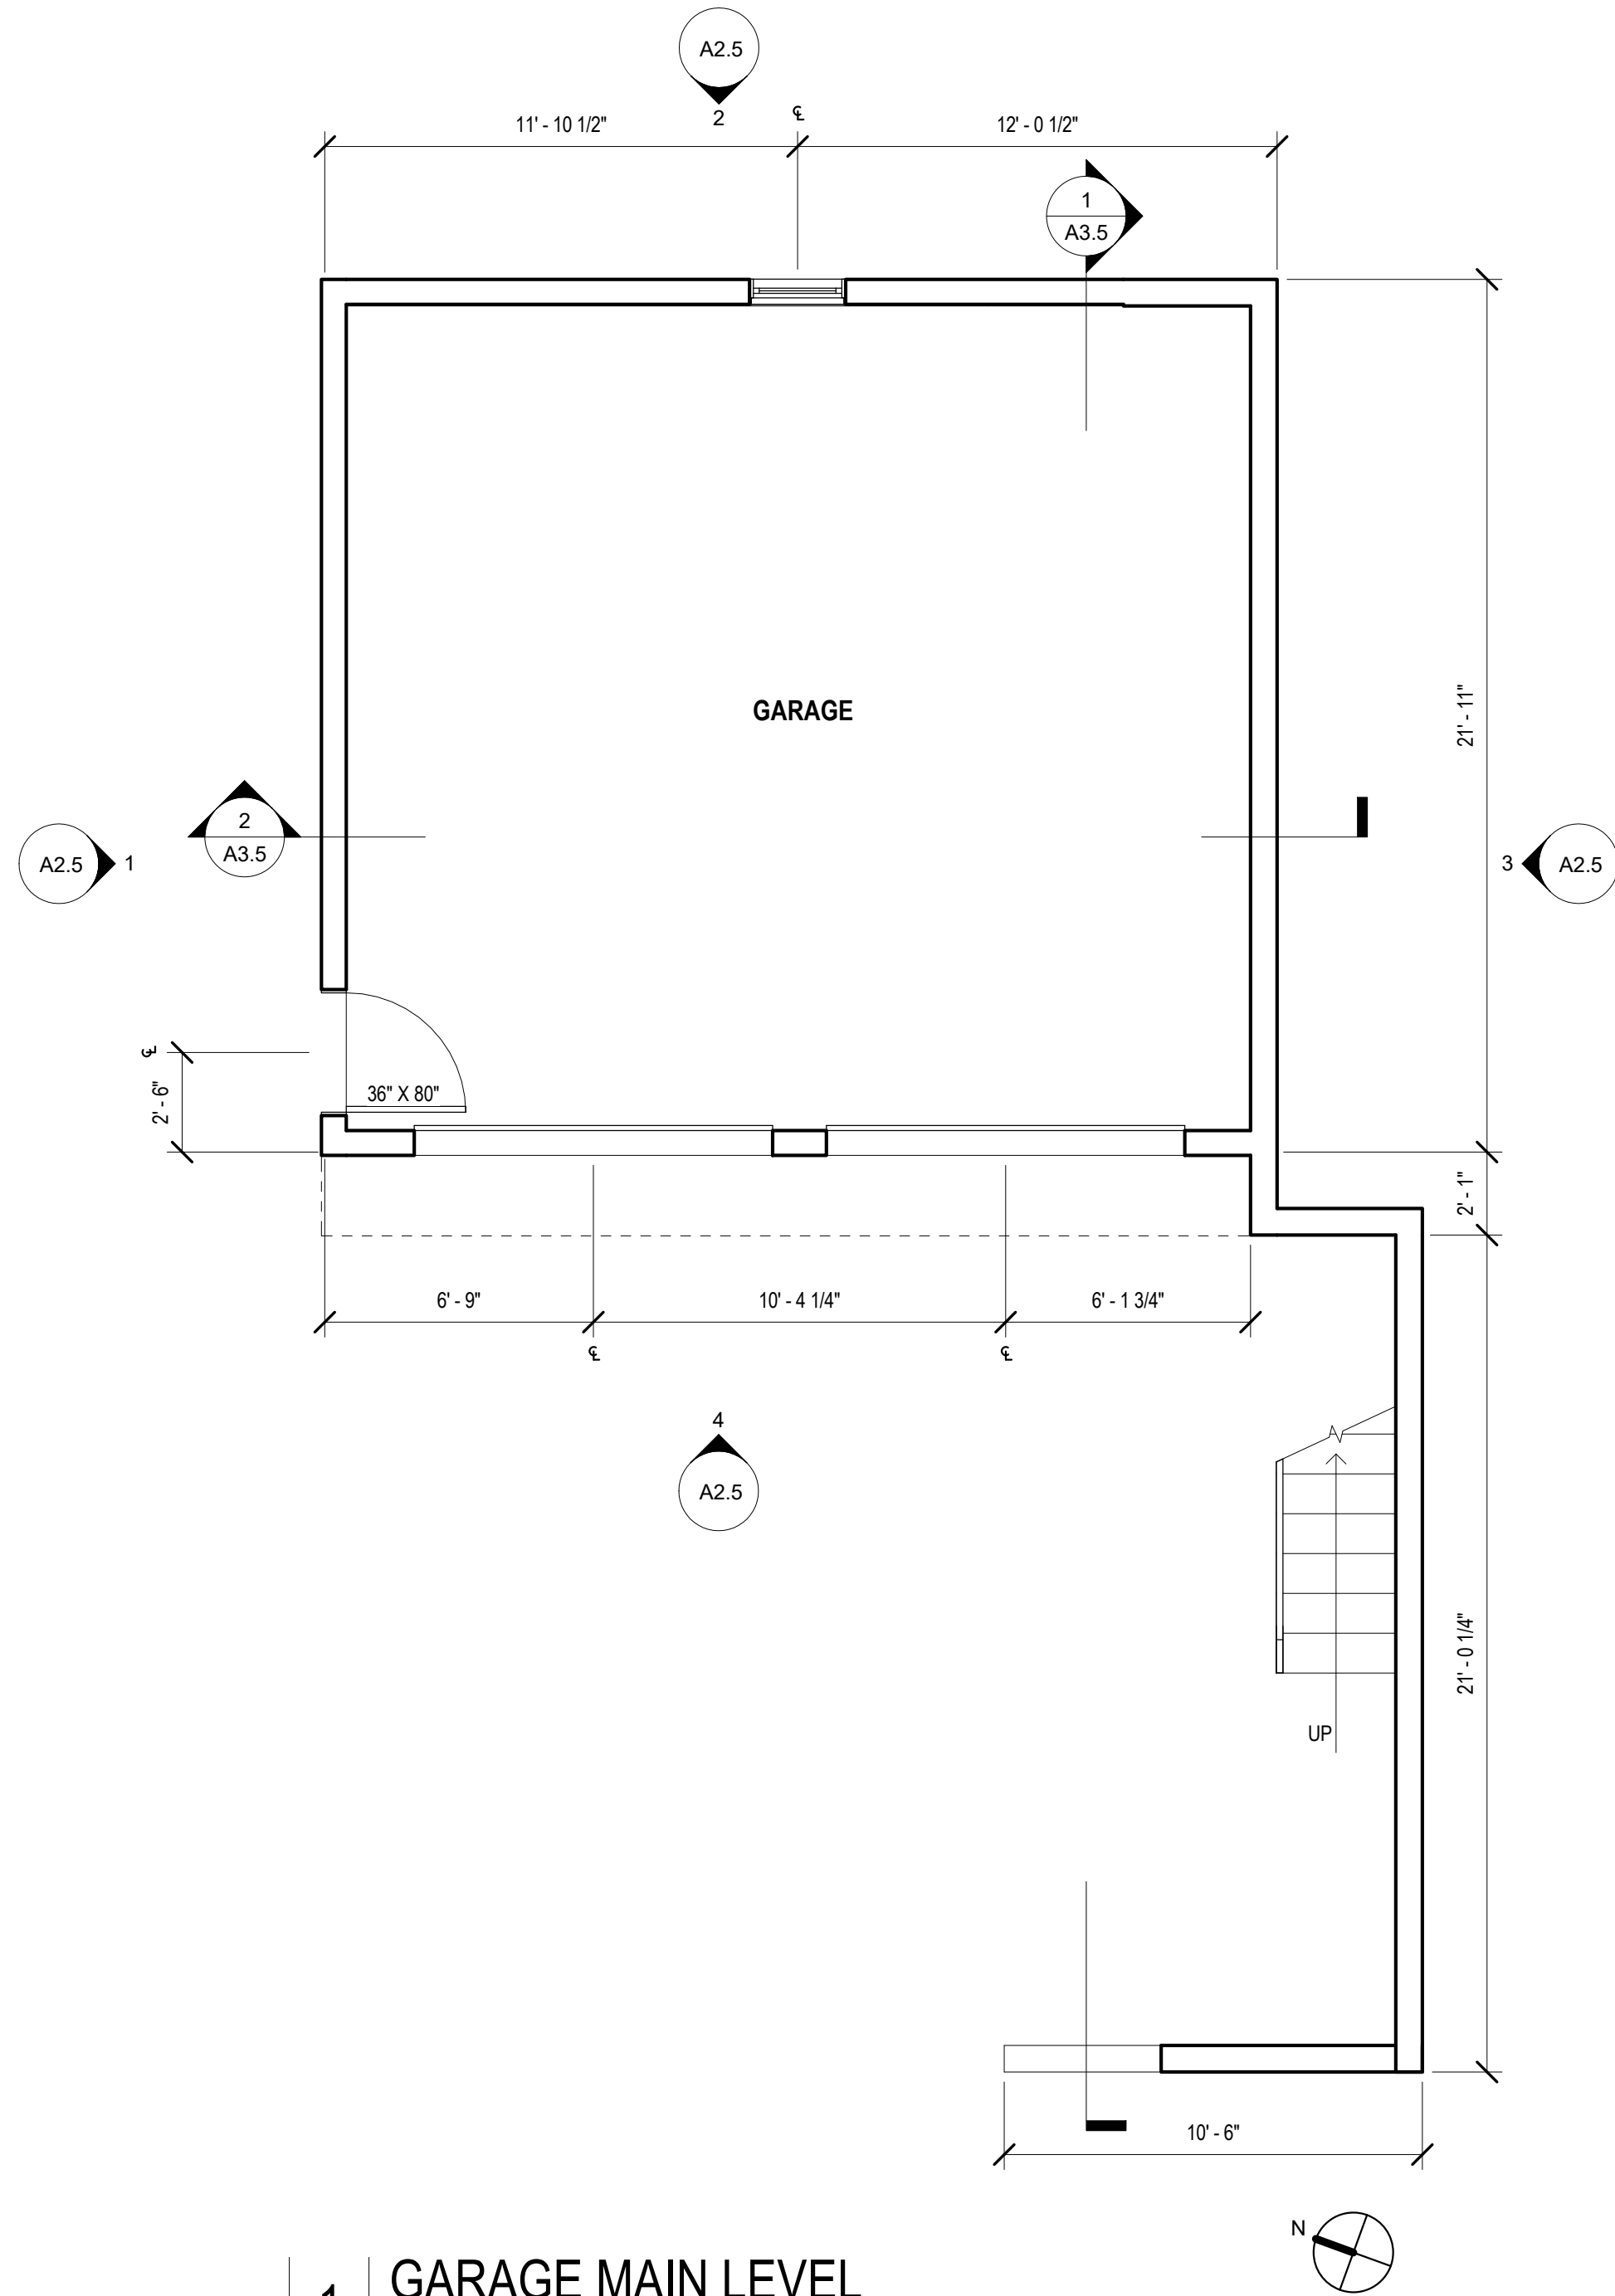 A2.5
2
℄
11' - 10 1/2"
12' - 0 1/2"
1
A3.5
GARAGE
21' - 11"
2
A3.5
A2.5
1
3
A2.5
℄
2' - 6"
36" X 80"
2' - 1"
6' - 9"
10' - 4 1/4"
6' - 1 3/4"
℄
℄
4
A2.5
21' - 0 1/4"
UP
10' - 6"
N
1
GARAGE MAIN LEVEL